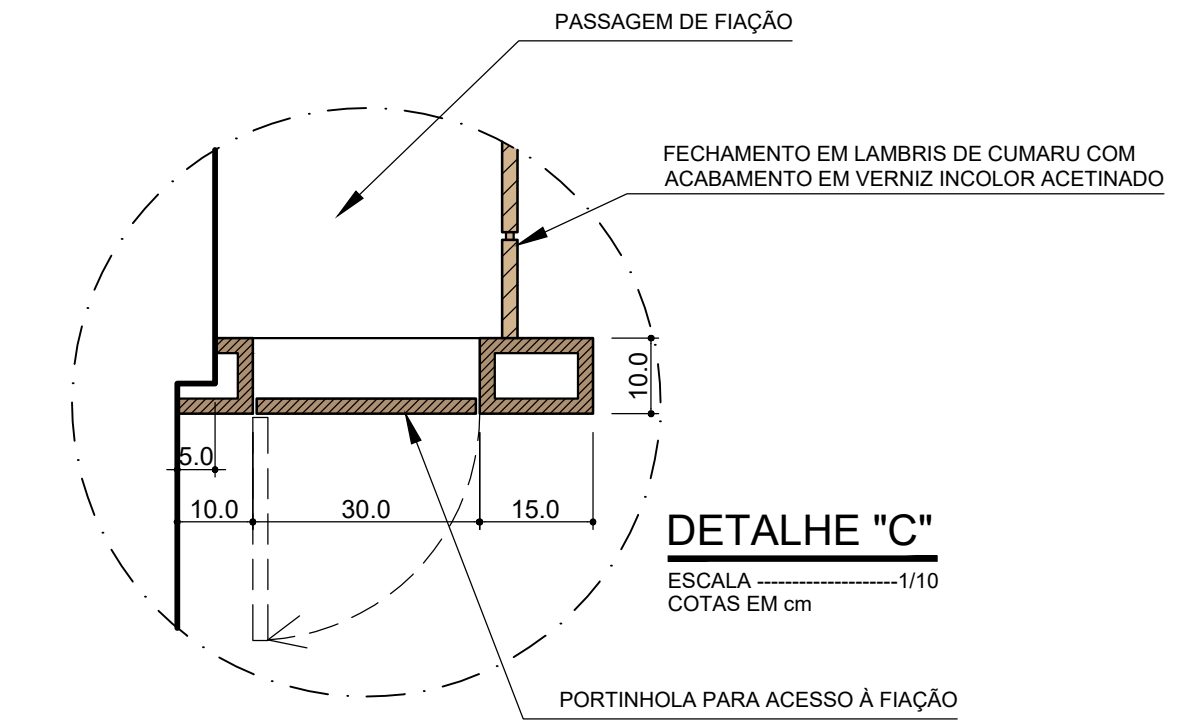 PASSAGEM DE FIAÇÃO
FECHAMENTO EM LAMBRIS DE CUMARU COM
ACABAMENTO EM VERNIZ INCOLOR ACETINADO
10.0
5.0
10.0
30.0
15.0
DETALHE "C"
ESCALA --------------------1/10
COTAS EM cm
PORTINHOLA PARA ACESSO À FIAÇÃO